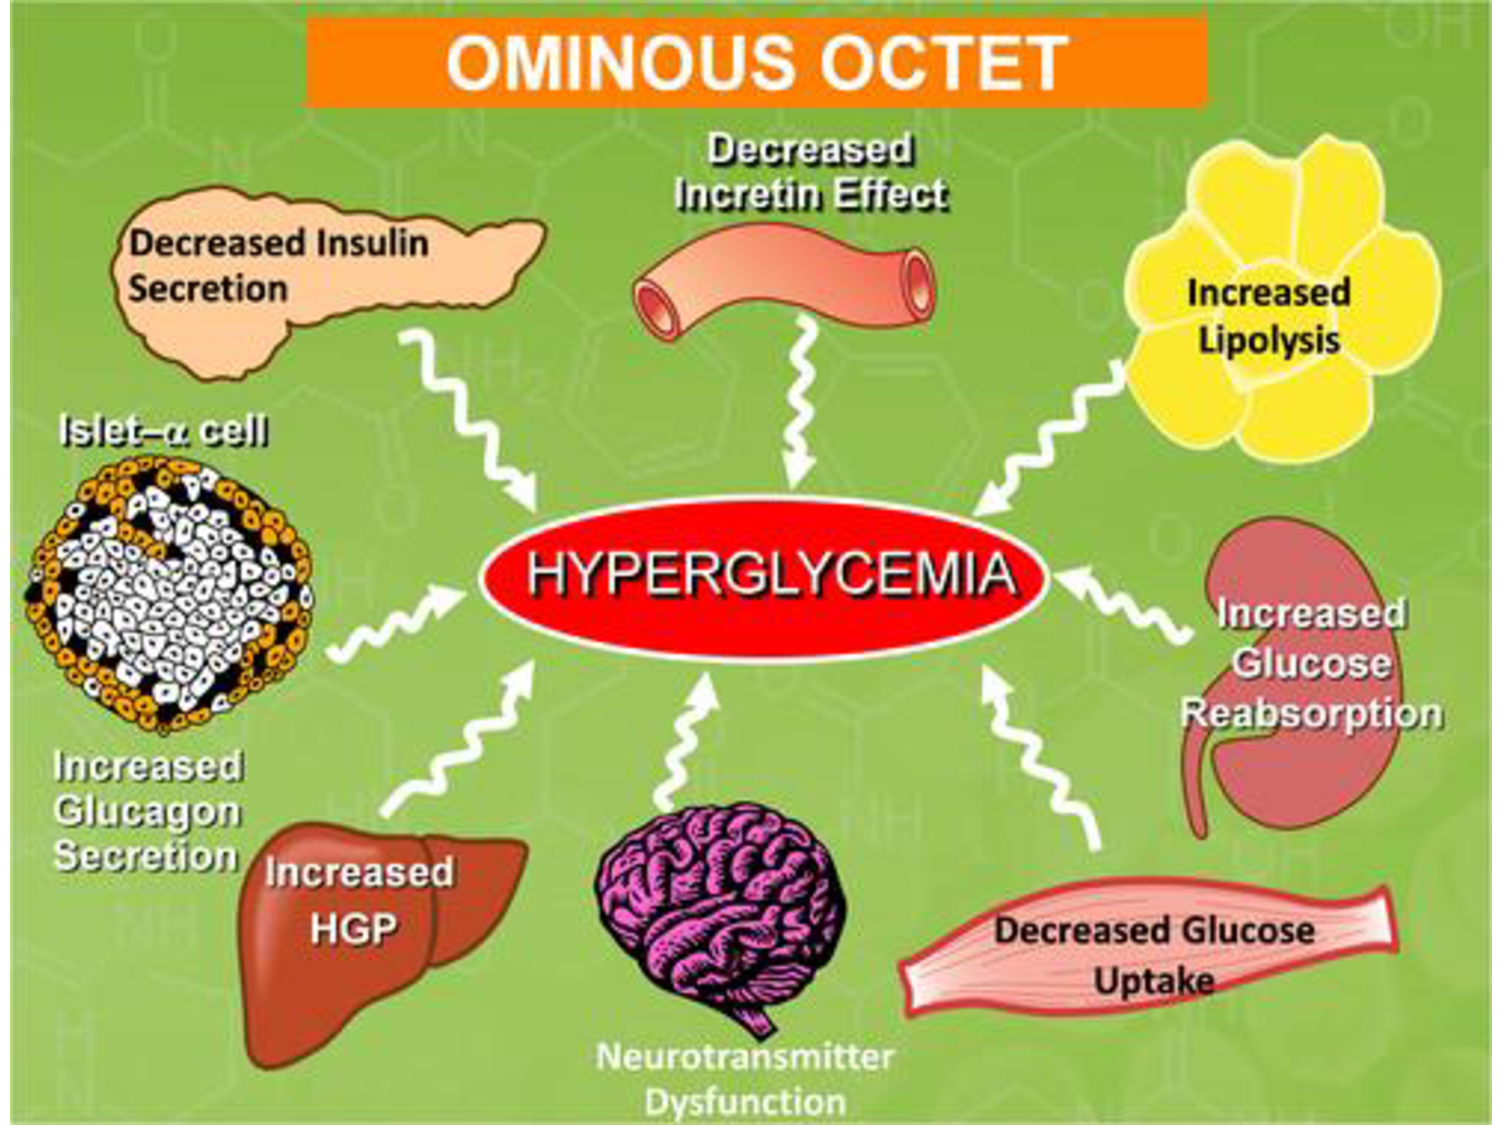 OMINOUS OCTET
Decreased
Incretin Effect
Decreased Insulin
Secretion
Increased
Lipolysis
Islet–α cell
HYPERGLYCEMIA
Increased
Glucose
Reabsorption
Increased
Glucagon
Secretion
Increased
HGP
Decreased Glucose
Uptake
Neurotransmitter
Dysfunction